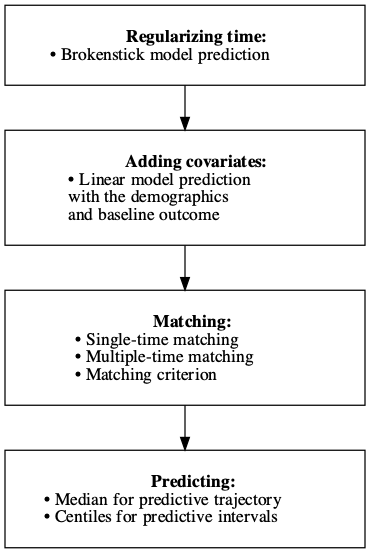 Regularizing time:
• Brokenstick model prediction
Adding covariates:
• Linear model prediction
with the demographics
and baseline outcome
Matching:
• Single-time matching
• Multiple-time matching
• Matching criterion
Predicting:
• Median for predictive trajectory
• Centiles for predictive intervals